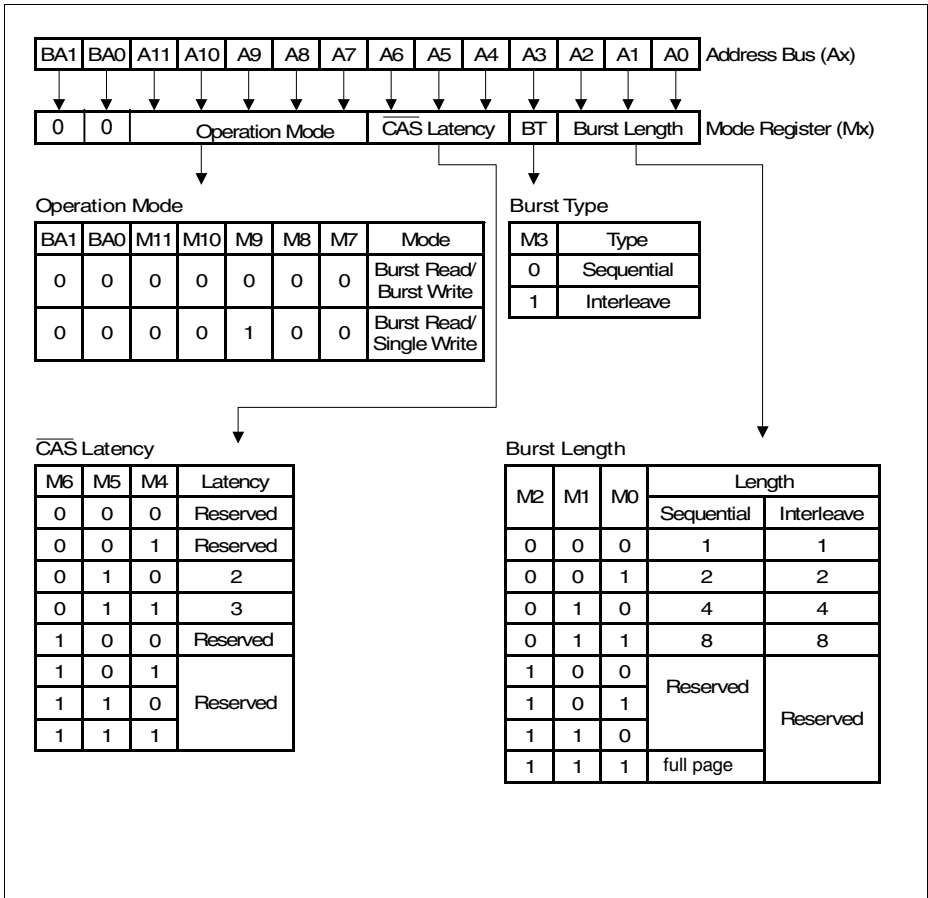 BA1 BA0 A11 A10 A9 A8 A7 A6 A5 A4 A3 A2 A1 A0 Address Bus (Ax)
0 0 Operation Mode CAS Latency BT Burst Length Mode Register (Mx)
Operation Mode
BA1 BA0 M11 M10 M9 M8 M7 Mode
0 0 0 0 0 0 0 Burst Read/
Burst Write
0 0 0 0 1 0 0 Burst Read/
Single Write
Burst Type
M3 Type
0 Sequential
1 Interleave
CAS Latency
M6 M5 M4 Latency
0 0 0 Reserved
0 0 1 Reserved
0 1 0 2
0 1 1 3
1 0 0 Reserved
1 0 1
1 1 0 Reserved
1 1 1
Burst Length
M2 M1 M0 Length
Sequential Interleave
0 0 0 1 1
0 0 1 2 2
0 1 0 4 4
0 1 1 8 8
1 0 0 Reserved
1 0 1 Reserved
1 1 0
1 1 1 full page